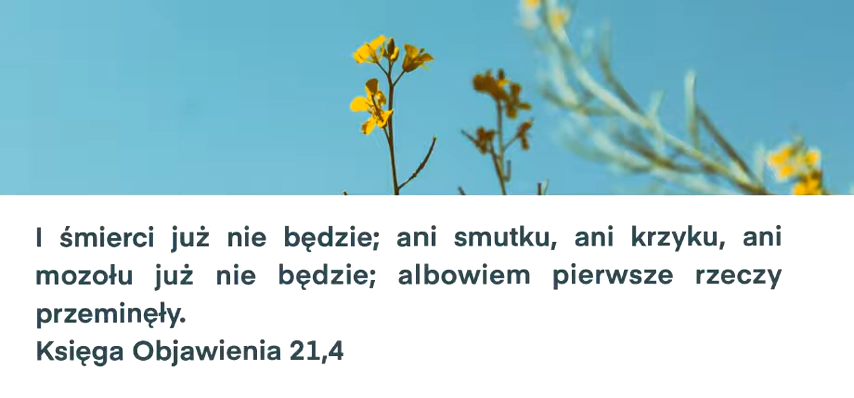 I śmierci już nie będzie; ani smutku, ani krzyku, ani
mozołu już nie będzie; albowiem pierwsze rzeczy
przeminęły.
Księga Objawienia 21,4